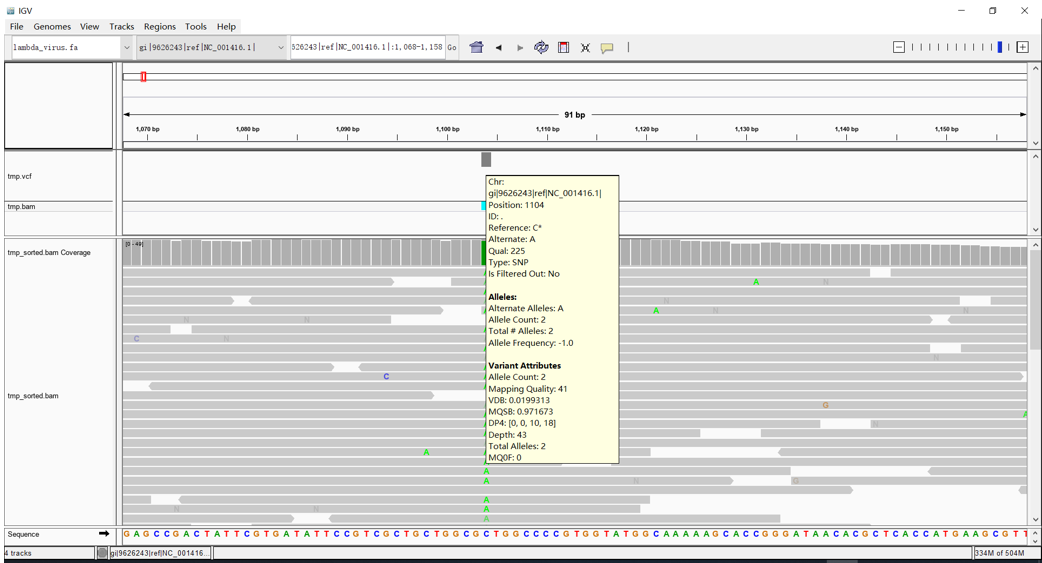 IGV
File Genomes View Tracks Regions Tools Help
lambda_virus.fa gi|9626243|ref|NC_001416.1| 526243|ref|NC_001416.1|:1,068-1,158 Go
91 bp
1,070 bp 1,080 bp 1,090 bp 1,100 bp 1,110 bp 1,120 bp 1,130 bp 1,140 bp 1,150 bp
tmp.vcf
tmp.bam
Chr:
gi|9626243|ref|NC_001416.1|
Position: 1104
ID: .
Reference: C*
Alternate: A
Qual: 225
Type: SNP
Is Filtered Out: No
Alleles:
Alternate Alleles: A
Allele Count: 2
Total # Alleles: 2
Allele Frequency: -1.0
Variant Attributes
Allele Count: 2
Mapping Quality: 41
VDB: 0.0199313
MQSB: 0.971673
DP4: [0, 0, 10, 18]
Depth: 43
Total Alleles: 2
MQ0F: 0
tmp_sorted.bam Coverage
[0 - 49]
A N
N A N N
N N
C N
N
C
G
A
A N
A
A N G
A
N N A
A
tmp_sorted.bam
Sequence
G A G C C G A C T A T T C G T G A T A T T C C G T C G C T G C T G G C G C T G G C C C C G T G G T A T G G C A A A A A G C A C C G G G A T A A C A C G C T C A C C A T G A A G C G T T
4 tracks gi|9626243|ref|NC_001416... 334M of 504M